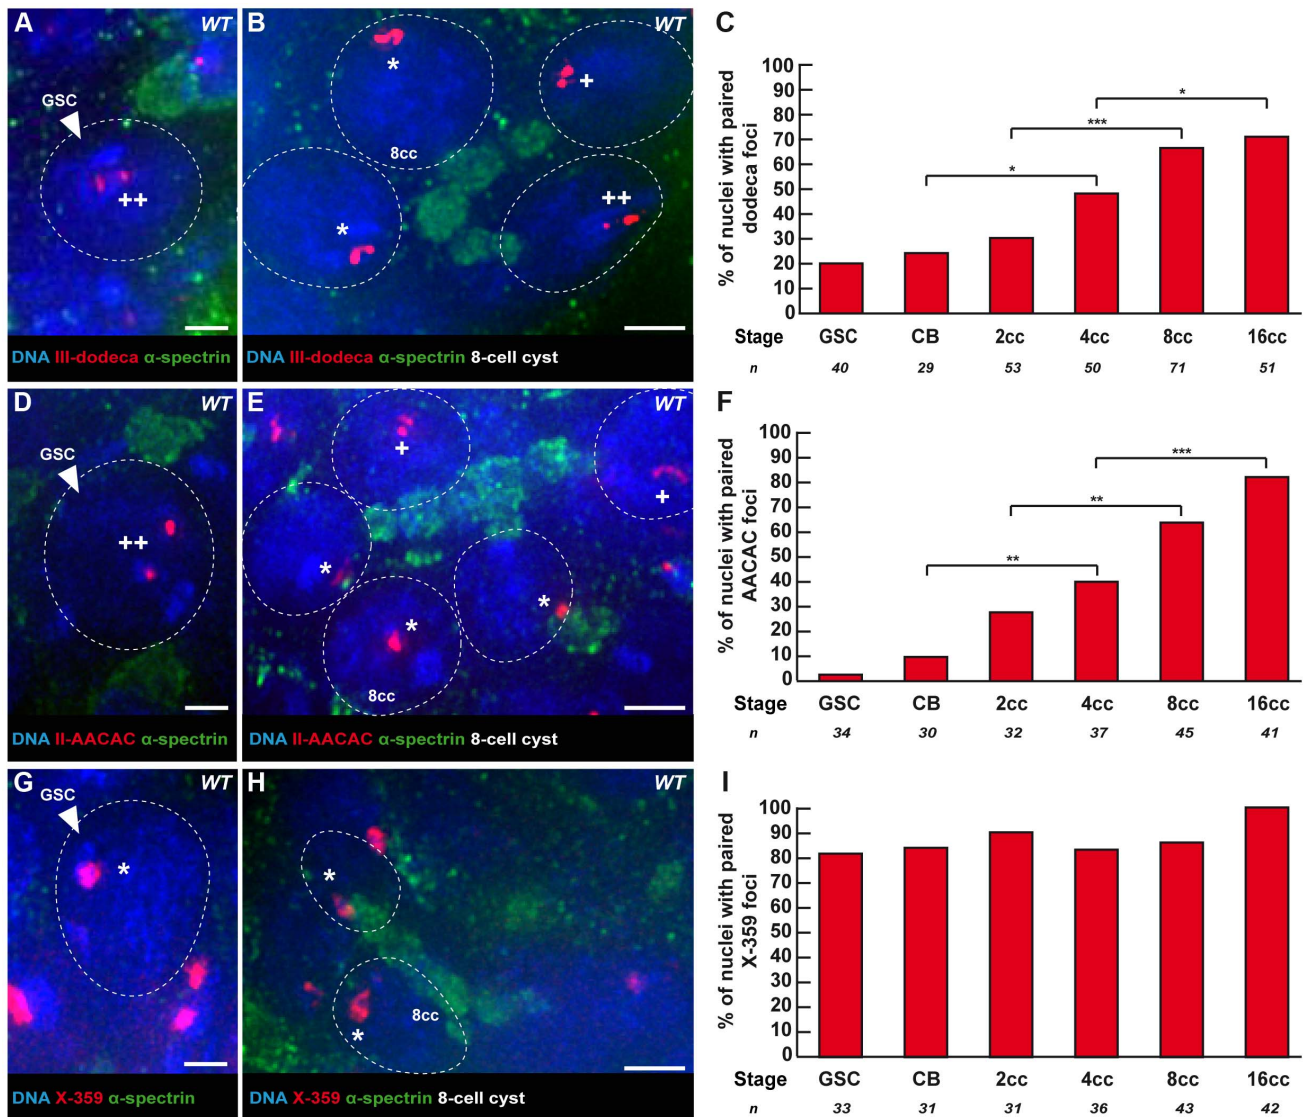 A
WT
GSC
++
DNA III-dodeca α-spectrin
B
WT
*
+
8cc
++
*
DNA III-dodeca α-spectrin 8-cell cyst
C
% of nuclei with paired
dodeca foci
100
90
80
70
60
50
40
30
20
10
0
*
***
*
Stage GSC CB 2cc 4cc 8cc 16cc
n 40 29 53 50 71 51
D
WT
GSC
++
DNA II-AACAC α-spectrin
E
WT
+
+
*
*
*
8cc
DNA II-AACAC α-spectrin 8-cell cyst
F
% of nuclei with paired
AACAC foci
100
90
80
70
60
50
40
30
20
10
0
***
**
**
Stage GSC CB 2cc 4cc 8cc 16cc
n 34 30 32 37 45 41
G
WT
GSC
*
DNA X-359 α-spectrin
H
WT
*
8cc
*
DNA X-359 α-spectrin 8-cell cyst
I
% of nuclei with paired
X-359 foci
100
90
80
70
60
50
40
30
20
10
0
Stage GSC CB 2cc 4cc 8cc 16cc
n 33 31 31 36 43 42